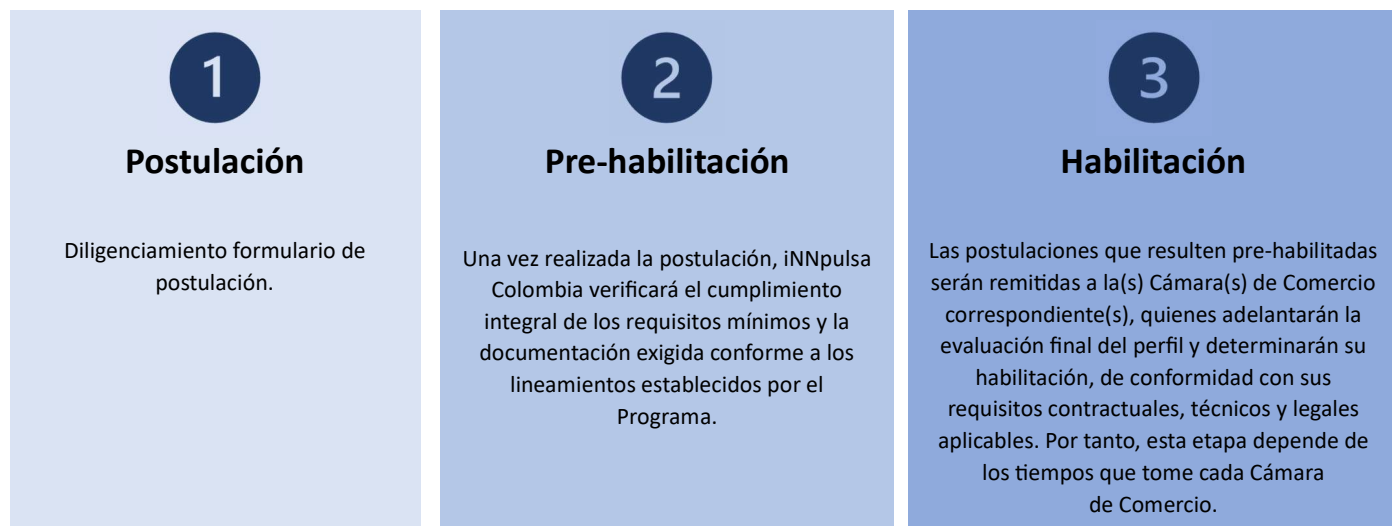 1
Postulación
Diligenciamiento formulario de
postulación.
2
Pre-habilitación
Una vez realizada la postulación, iNNpulsa
Colombia verificará el cumplimiento
integral de los requisitos mínimos y la
documentación exigida conforme a los
lineamientos establecidos por el
Programa.
3
Habilitación
Las postulaciones que resulten pre-habilitadas
serán remitidas a la(s) Cámara(s) de Comercio
correspondiente(s), quienes adelantarán la
evaluación final del perfil y determinarán su
habilitación, de conformidad con sus
requisitos contractuales, técnicos y legales
aplicables. Por tanto, esta etapa depende de
los tiempos que tome cada Cámara
de Comercio.